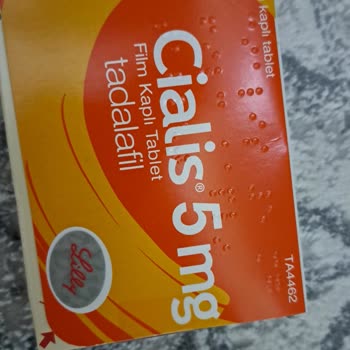 kaplı tablet
Cialis® 5 mg
Film Kaplı Tablet
tadalafil
Lilly
TA4462